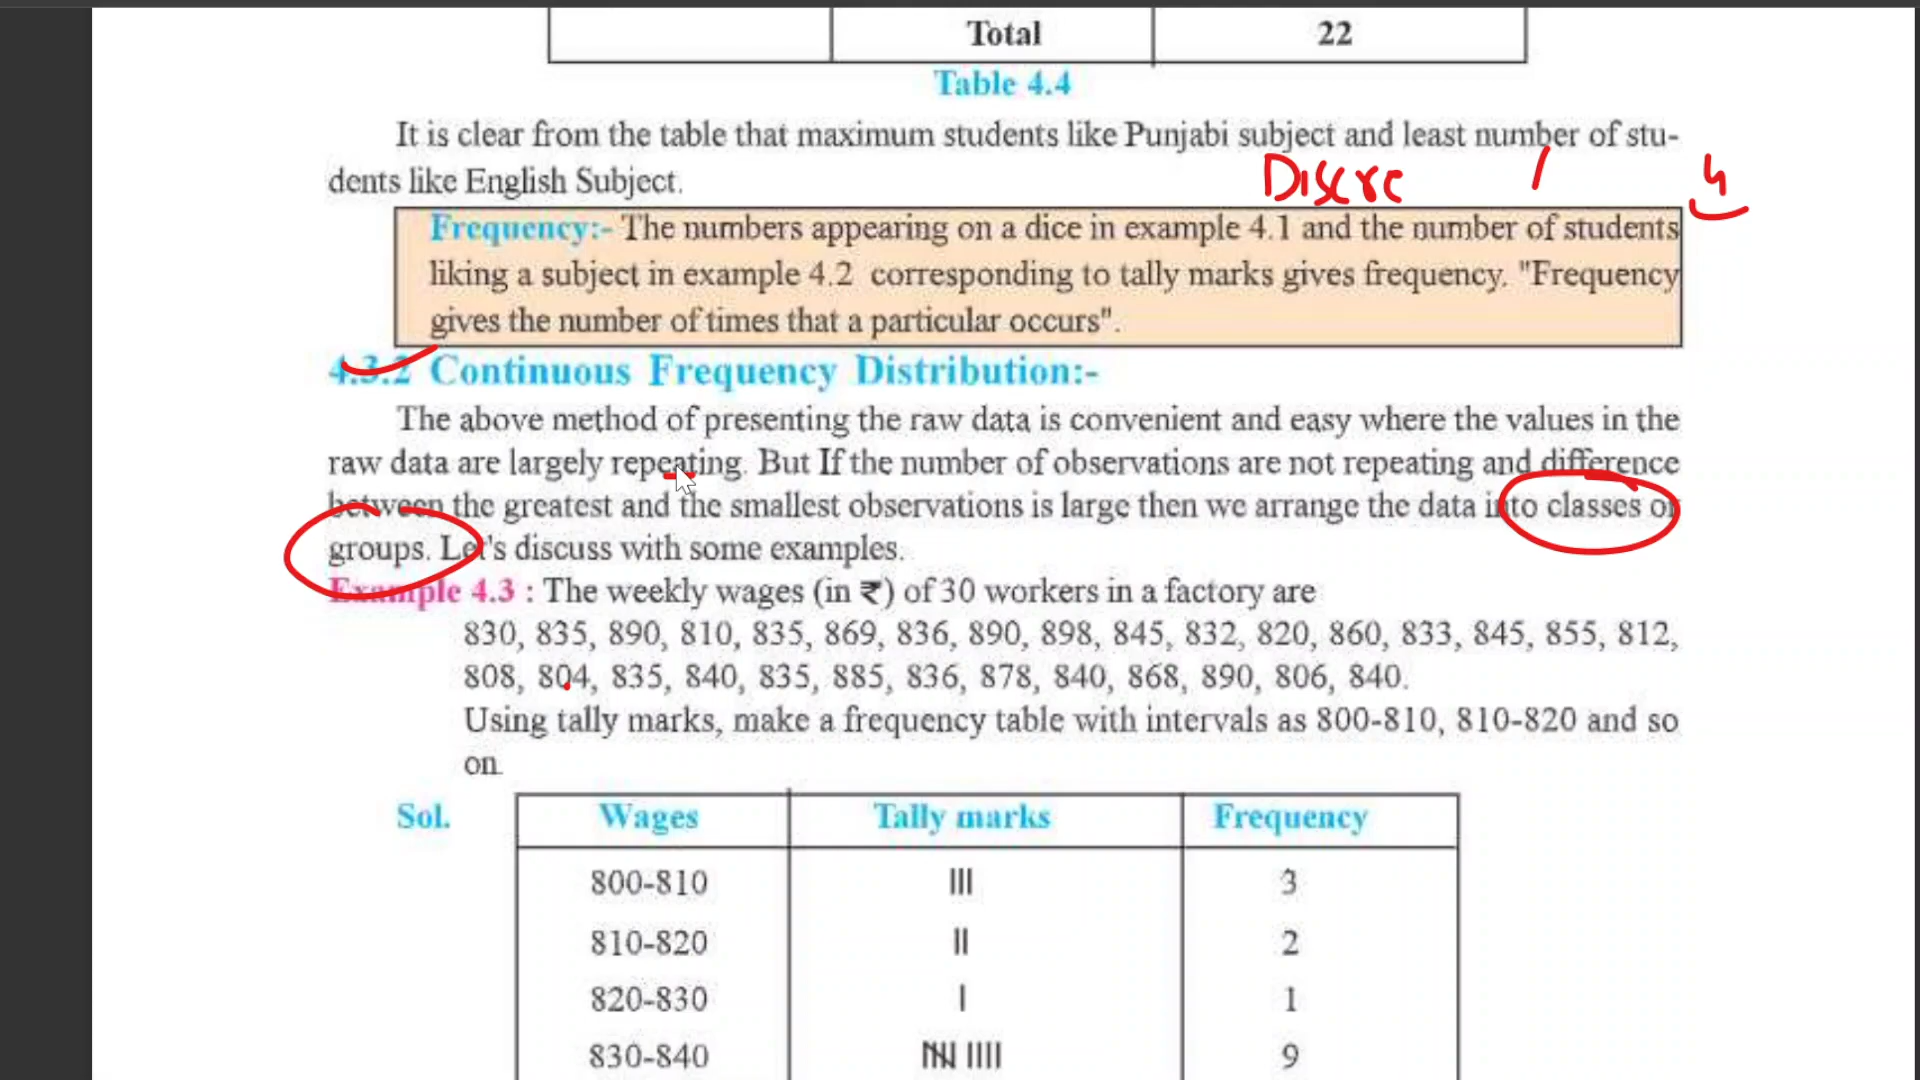 Total 22
Table 4.4
It is clear from the table that maximum students like Punjabi subject and least number of stu-
dents like English Subject.
Discre
4
Frequency:- The numbers appearing on a dice in example 4.1 and the number of students
liking a subject in example 4.2 corresponding to tally marks gives frequency. "Frequency
gives the number of times that a particular occurs".
4.3.2 Continuous Frequency Distribution:-
The above method of presenting the raw data is convenient and easy where the values in the
raw data are largely repeating. But If the number of observations are not repeating and difference
between the greatest and the smallest observations is large then we arrange the data into classes or
groups. Let's discuss with some examples.
Example 4.3 : The weekly wages (in ₹) of 30 workers in a factory are
830, 835, 890, 810, 835, 869, 836, 890, 898, 845, 832, 820, 860, 833, 845, 855, 812,
808, 804, 835, 840, 835, 885, 836, 878, 840, 868, 890, 806, 840.
Using tally marks, make a frequency table with intervals as 800-810, 810-820 and so
on.
Sol. Wages Tally marks Frequency
800-810 III 3
810-820 II 2
820-830 I 1
830-840 IIII IIII 9